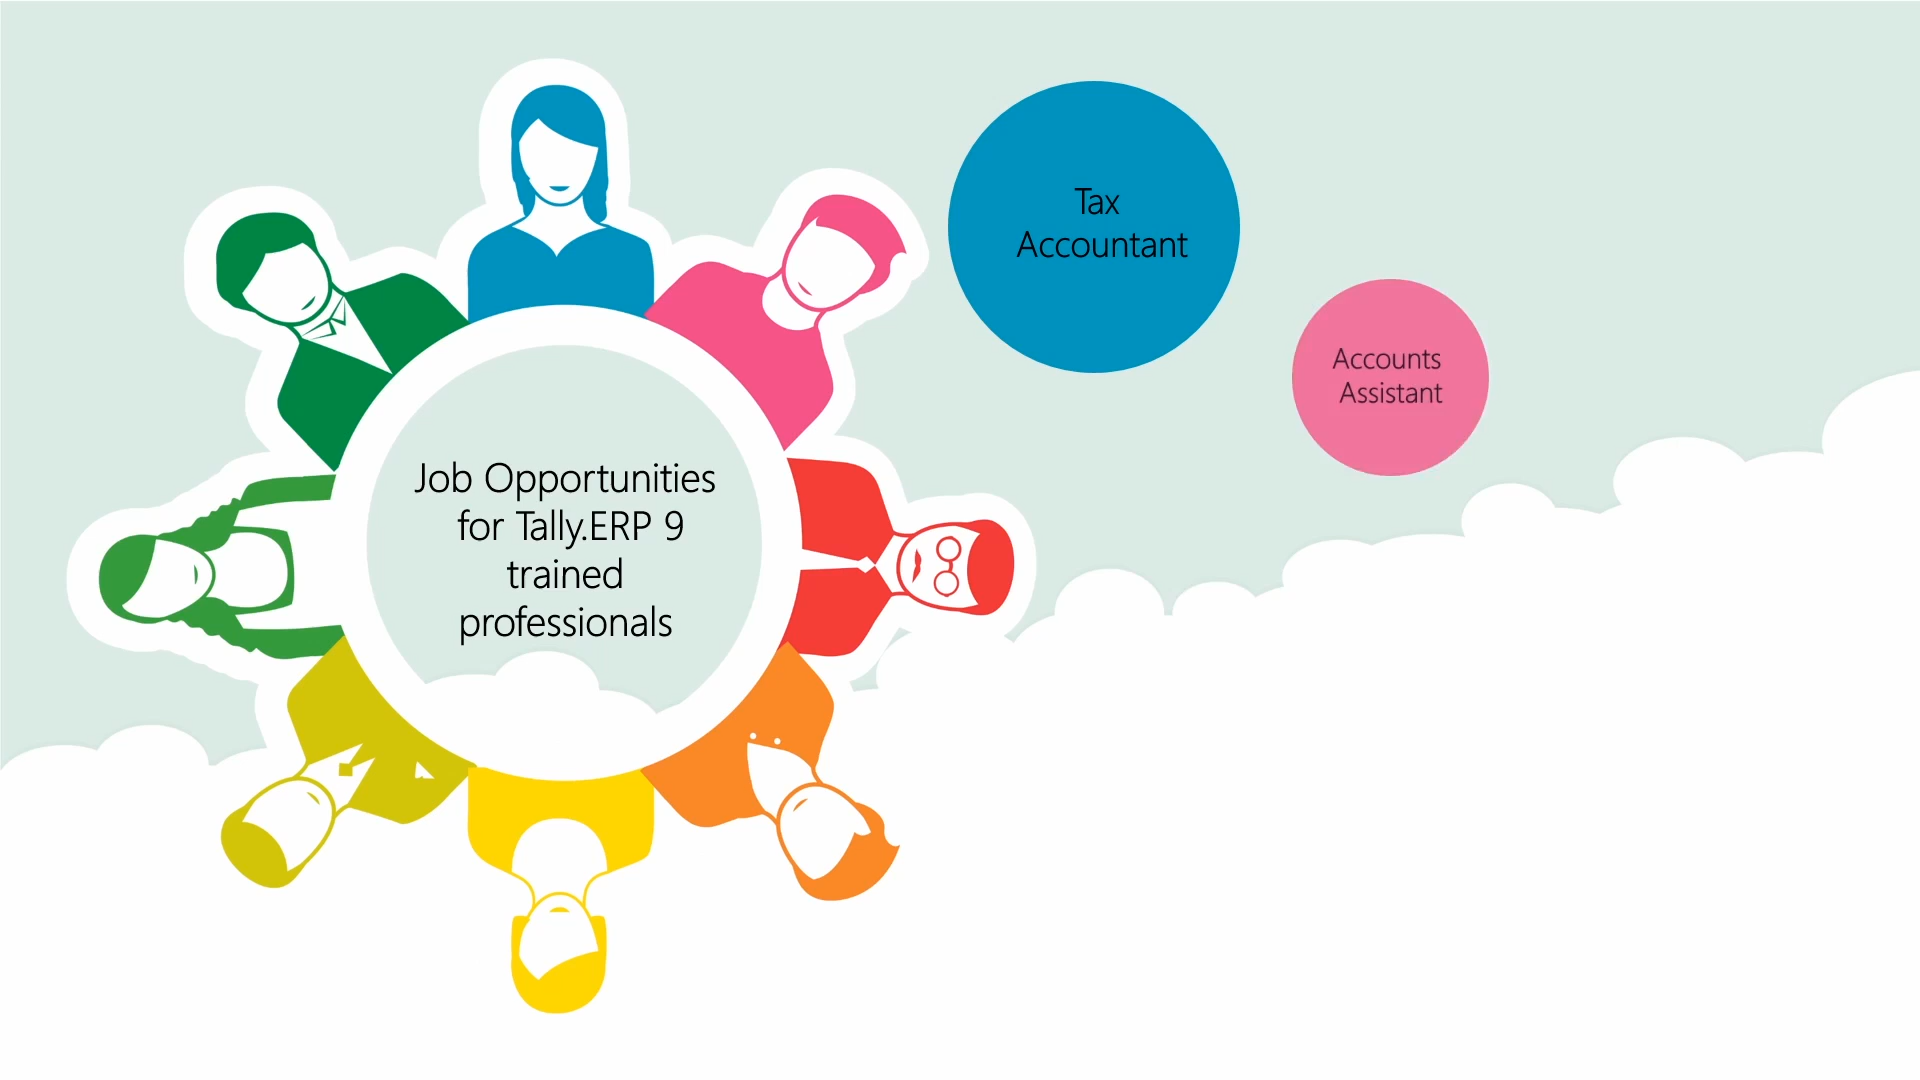 Job Opportunities
for Tally.ERP 9
trained
professionals
Tax
Accountant
Accounts
Assistant